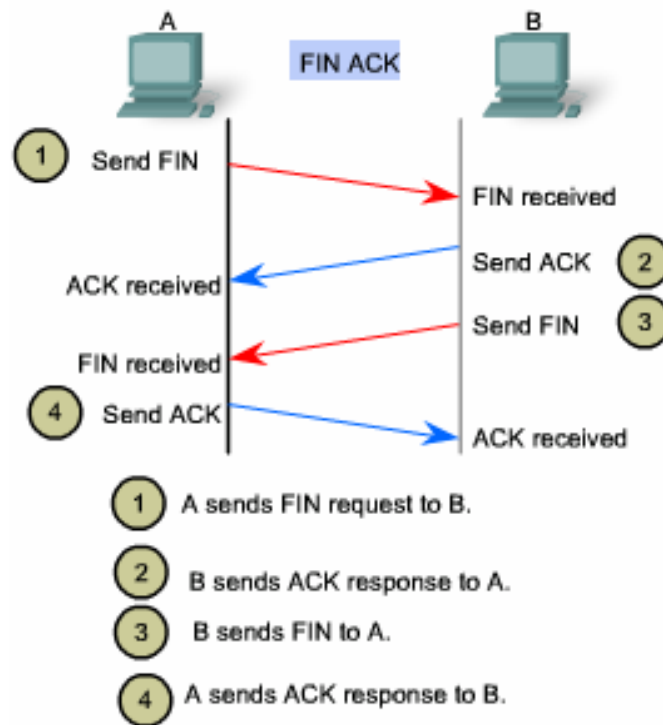 A
B
FIN ACK
1
Send FIN
FIN received
Send ACK
2
ACK received
Send FIN
3
FIN received
4
Send ACK
ACK received
1 A sends FIN request to B.
2 B sends ACK response to A.
3 B sends FIN to A.
4 A sends ACK response to B.